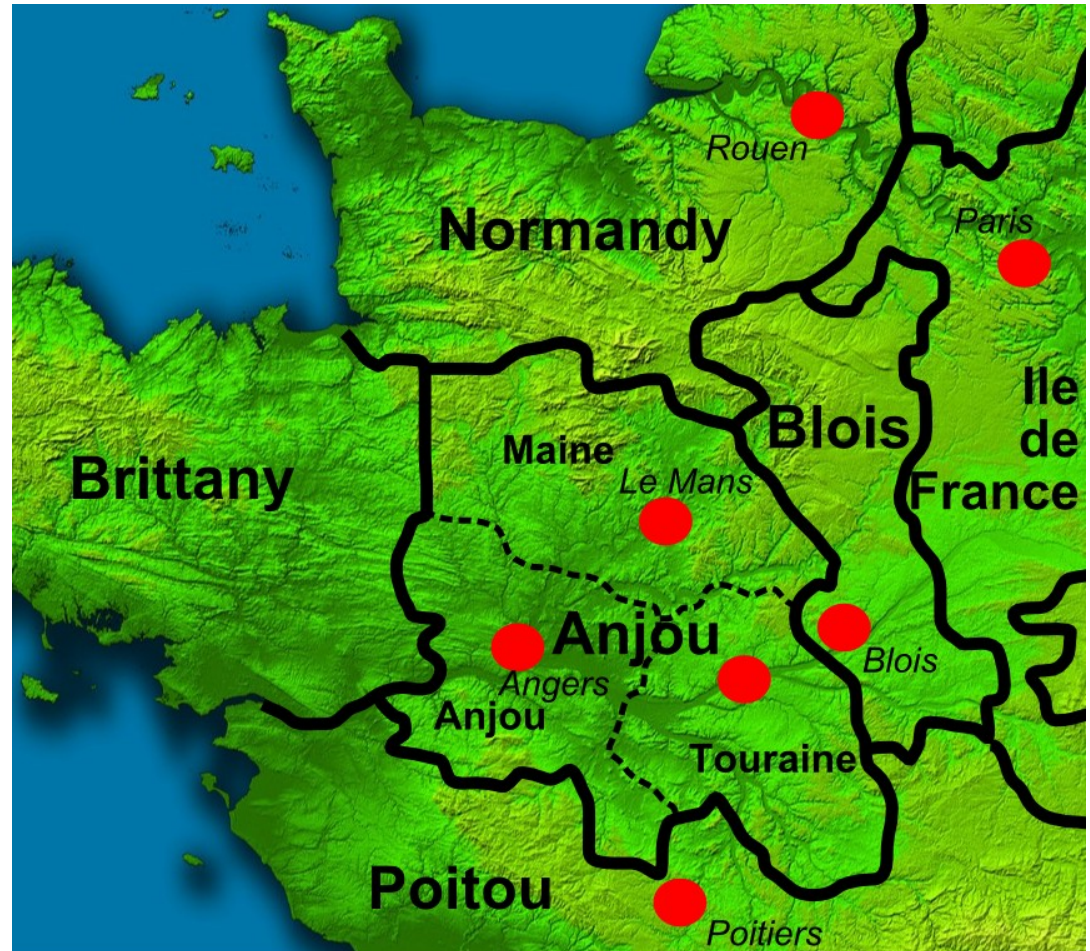 Rouen
Paris
Normandy
Ile
de
France
Blois
Maine
Brittany
Le Mans
Anjou
Blois
Angers
Anjou
Touraine
Poitou
Poitiers